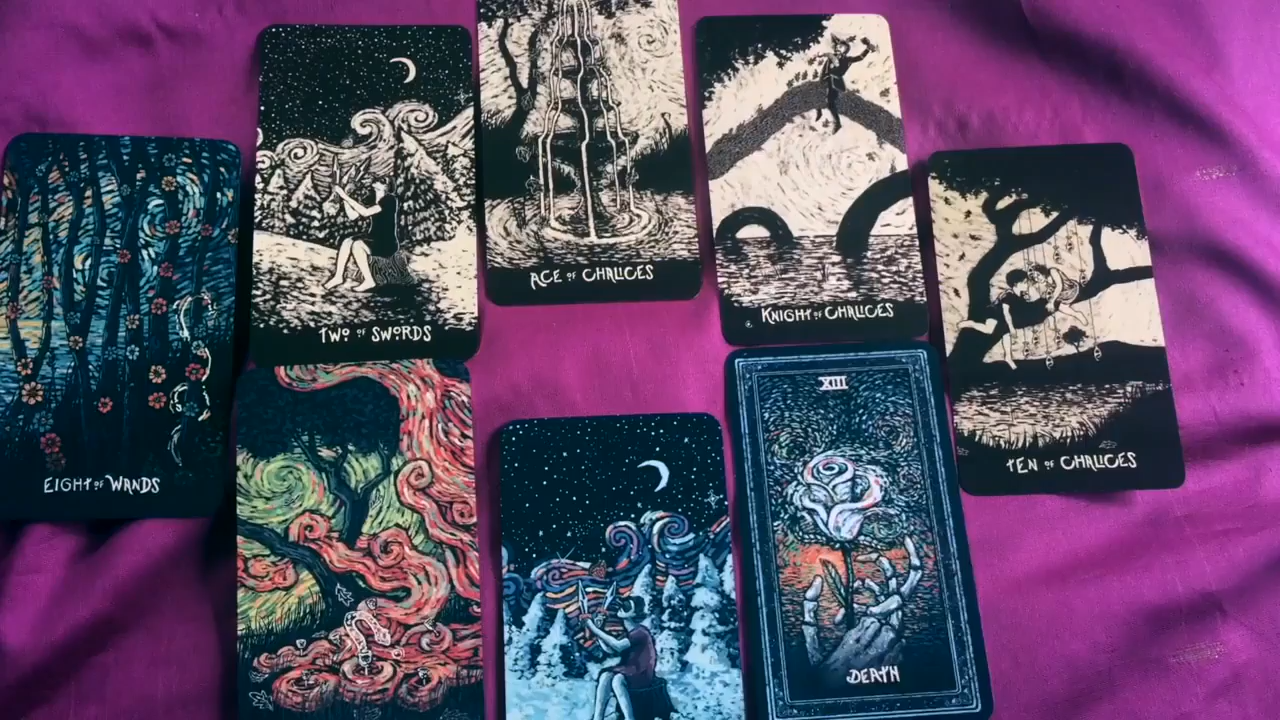 TWO OF SWORDS
ACE OF CHALICES
KNIGHT OF CHALICES
EIGHT OF WANDS
TEN OF CHALICES
XIII
DEATH